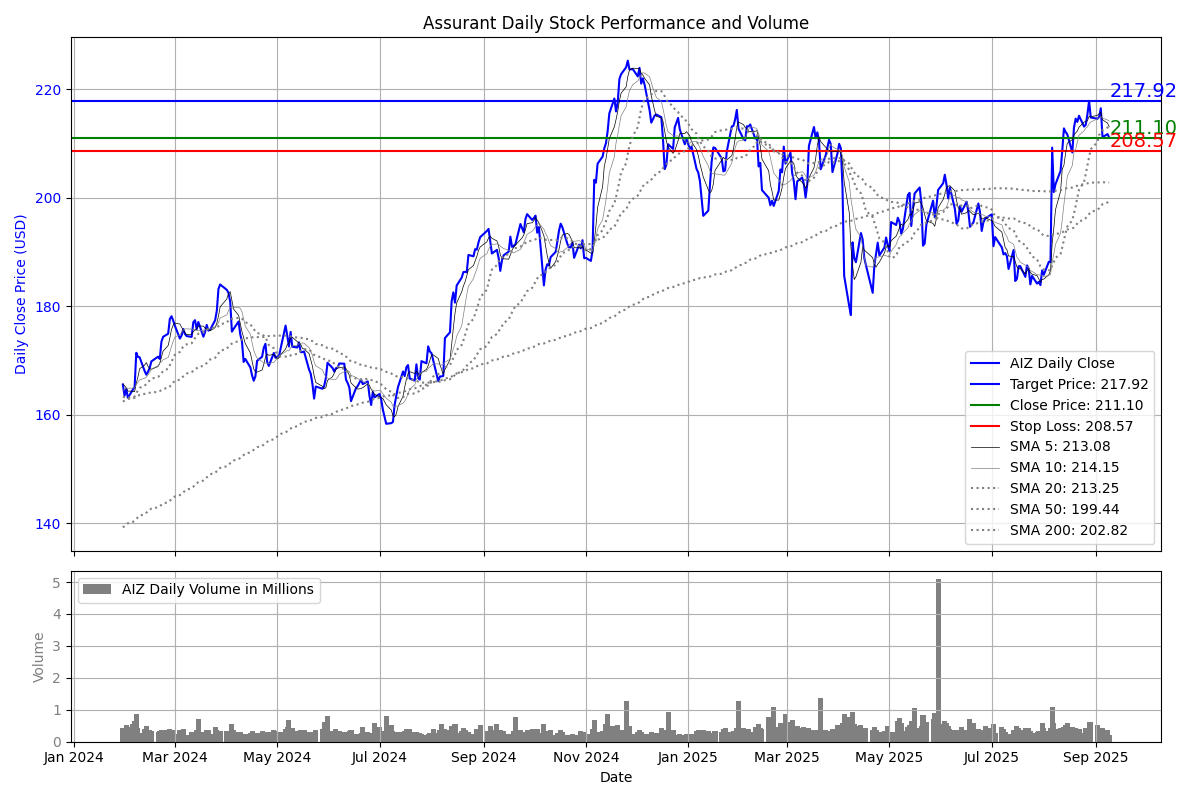 Assurant Daily Stock Performance and Volume
Daily Close Price (USD)
220
200
180
160
140
217.92
211.10
208.57
AIZ Daily Close
Target Price: 217.92
Close Price: 211.10
Stop Loss: 208.57
SMA 5: 213.08
SMA 10: 214.15
SMA 20: 213.25
SMA 50: 199.44
SMA 200: 202.82
Volume
5
4
3
2
1
0
AIZ Daily Volume in Millions
Jan 2024 Mar 2024 May 2024 Jul 2024 Sep 2024 Nov 2024 Jan 2025 Mar 2025 May 2025 Jul 2025 Sep 2025
Date